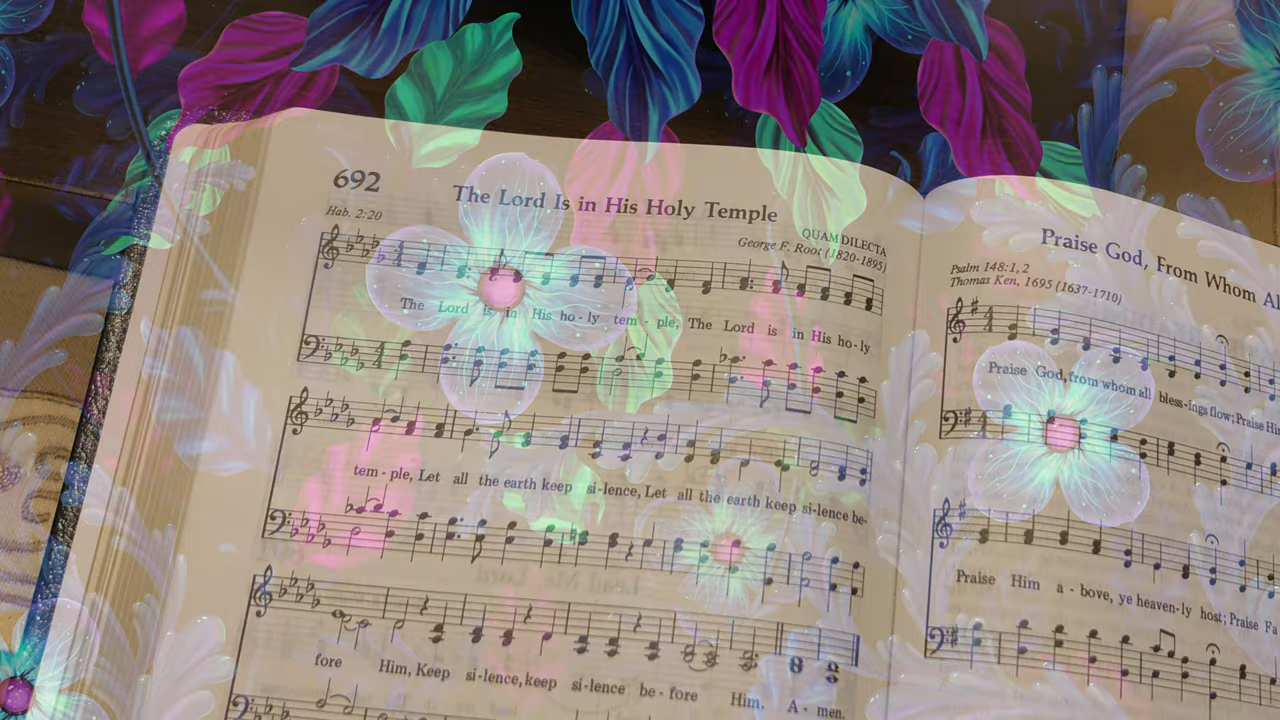 692
The Lord Is in His Holy Temple
Hab. 2:20
QUAM DILECTA
George F. Root (1820-1895)
The Lord is in His ho - ly tem - ple, The Lord is in His ho - ly
tem - ple, Let all the earth keep si - lence, Let all the earth keep si - lence be-
fore Him, Keep si - lence, keep si - lence be - fore Him. A - men.
Praise God, From Whom
Psalm 148:1, 2
Thomas Ken, 1695 (1637-1710)
Praise God, from whom all bless - ings flow; Praise
Praise Him a - bove, ye heaven - ly host; Praise